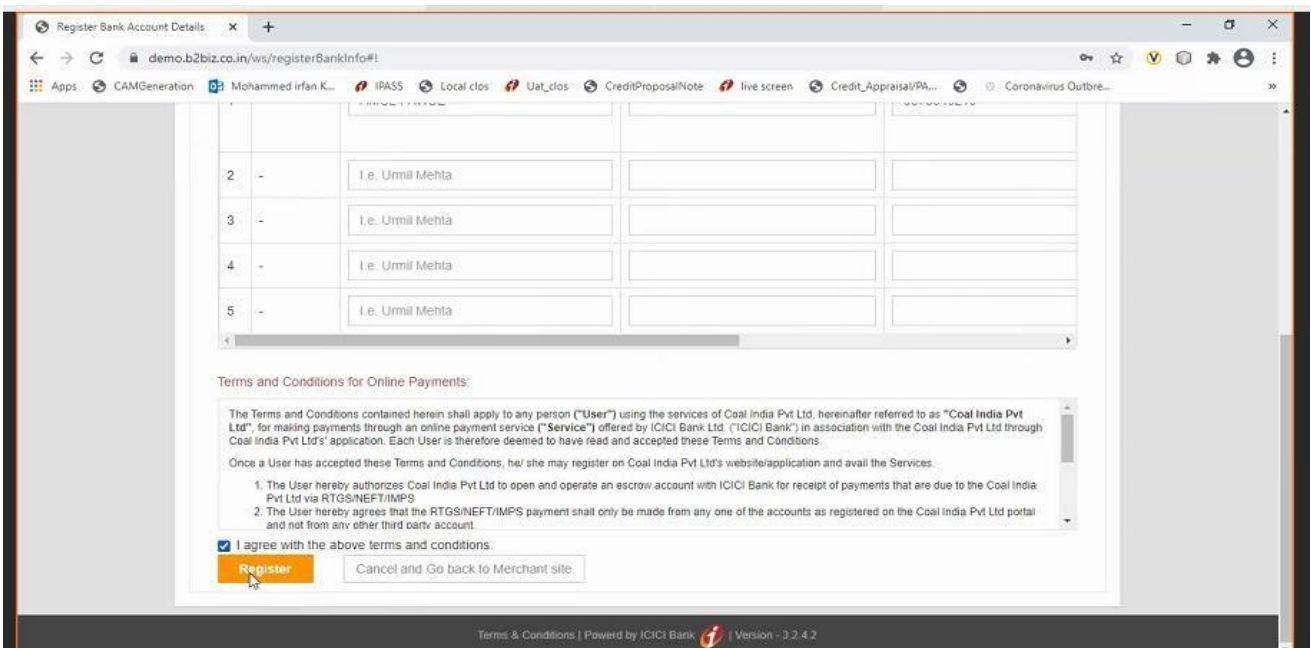 Register Bank Account Details
demo.b2biz.co.in/ws/registerBankInfo#!
Apps CAMGeneration Mohammed irfan K... IPASS Local clos Uat_clos CreditProposalNote live screen Credit_Appraisal/PA... Coronavirus Outbre...
2 - I.e. Urmil Mehta
3 - I.e. Urmil Mehta
4 - I.e. Urmil Mehta
5 - I.e. Urmil Mehta
Terms and Conditions for Online Payments:
The Terms and Conditions contained herein shall apply to any person ("User") using the services of Coal India Pvt Ltd, hereinafter referred to as "Coal India Pvt
Ltd", for making payments through an online payment service ("Service") offered by ICICI Bank Ltd. ("ICICI Bank") in association with the Coal India Pvt Ltd through
Coal India Pvt Ltd's' application. Each User is therefore deemed to have read and accepted these Terms and Conditions.
Once a User has accepted these Terms and Conditions, he/ she may register on Coal India Pvt Ltd's website/application and avail the Services.
1. The User hereby authorizes Coal India Pvt Ltd to open and operate an escrow account with ICICI Bank for receipt of payments that are due to the Coal India
Pvt Ltd via RTGS/NEFT/IMPS
2. The User hereby agrees that the RTGS/NEFT/IMPS payment shall only be made from any one of the accounts as registered on the Coal India Pvt Ltd portal
and not from any other third party account.
I agree with the above terms and conditions.
Register Cancel and Go back to Merchant site
Terms & Conditions | Powerd by ICICI Bank | Version - 3.2.4.2